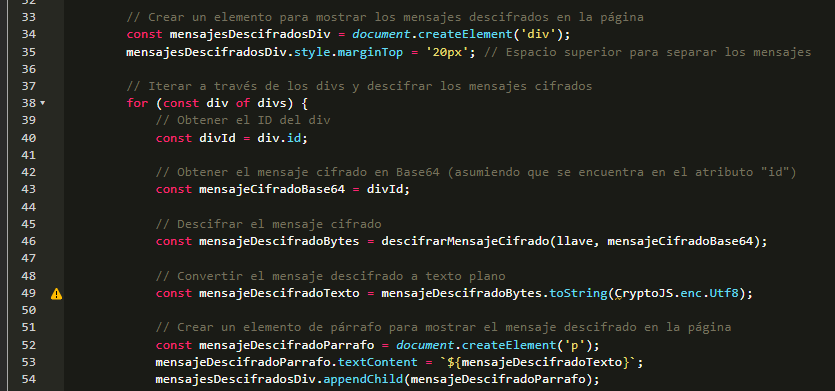 33 // Crear un elemento para mostrar los mensajes descifrados en la página
34 const mensajesDescifradosDiv = document.createElement('div');
35 mensajesDescifradosDiv.style.marginTop = '20px'; // Espacio superior para separar los mensajes
36
37 // Iterar a través de los divs y descifrar los mensajes cifrados
38 for (const div of divs) {
39 // Obtener el ID del div
40 const divId = div.id;
41
42 // Obtener el mensaje cifrado en Base64 (asumiendo que se encuentra en el atributo "id")
43 const mensajeCifradoBase64 = divId;
44
45 // Descifrar el mensaje cifrado
46 const mensajeDescifradoBytes = descifrarMensajeCifrado(llave, mensajeCifradoBase64);
47
48 // Convertir el mensaje descifrado a texto plano
49 const mensajeDescifradoTexto = mensajeDescifradoBytes.toString(CryptoJS.enc.Utf8);
50
51 // Crear un elemento de párrafo para mostrar el mensaje descifrado en la página
52 const mensajeDescifradoParrafo = document.createElement('p');
53 mensajeDescifradoParrafo.textContent = `${mensajeDescifradoTexto}`;
54 mensajesDescifradosDiv.appendChild(mensajeDescifradoParrafo);